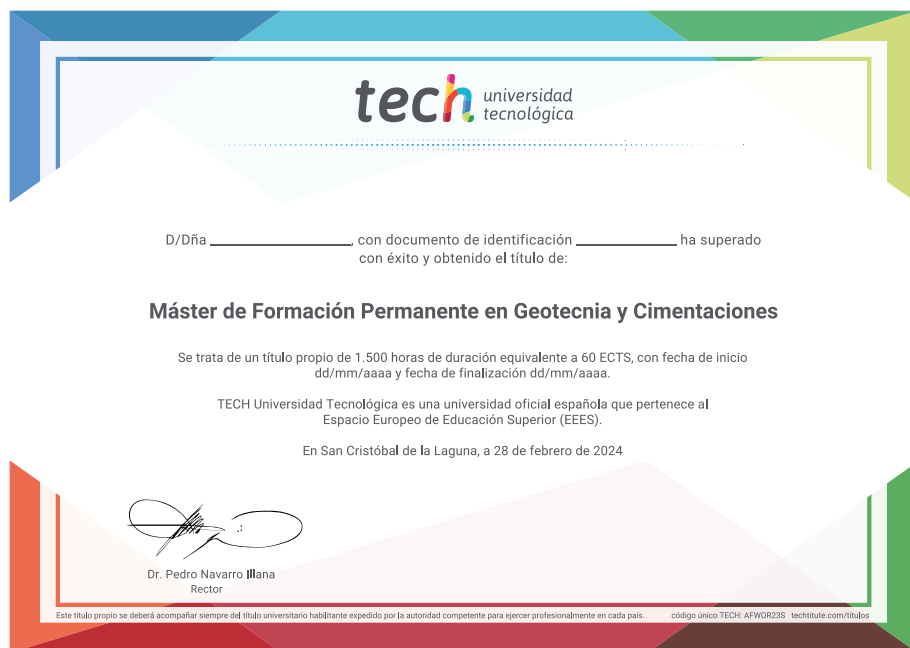 tech universidad
tecnológica
D/Dña ____________________, con documento de identificación ______________ ha superado
con éxito y obtenido el título de:
Máster de Formación Permanente en Geotecnia y Cimentaciones
Se trata de un título propio de 1.500 horas de duración equivalente a 60 ECTS, con fecha de inicio
dd/mm/aaaa y fecha de finalización dd/mm/aaaa.
TECH Universidad Tecnológica es una universidad oficial española que pertenece al
Espacio Europeo de Educación Superior (EEES).
En San Cristóbal de la Laguna, a 28 de febrero de 2024
Dr. Pedro Navarro Illana
Rector
Este título propio se deberá acompañar siempre del título universitario habilitante expedido por la autoridad competente para ejercer profesionalmente en cada país. código único TECH: AFWOR23S techtitute.com/titulos